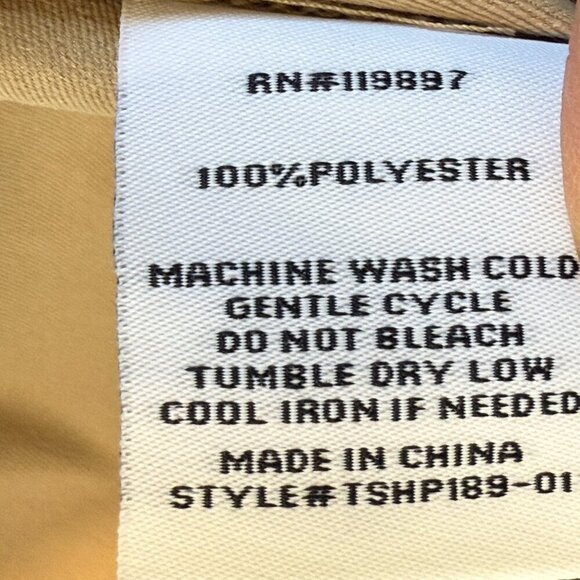 RN#119897
100%POLYESTER
MACHINE WASH COLD
GENTLE CYCLE
DO NOT BLEACH
TUMBLE DRY LOW
COOL IRON IF NEEDED
MADE IN CHINA
STYLE#TSHP189-01